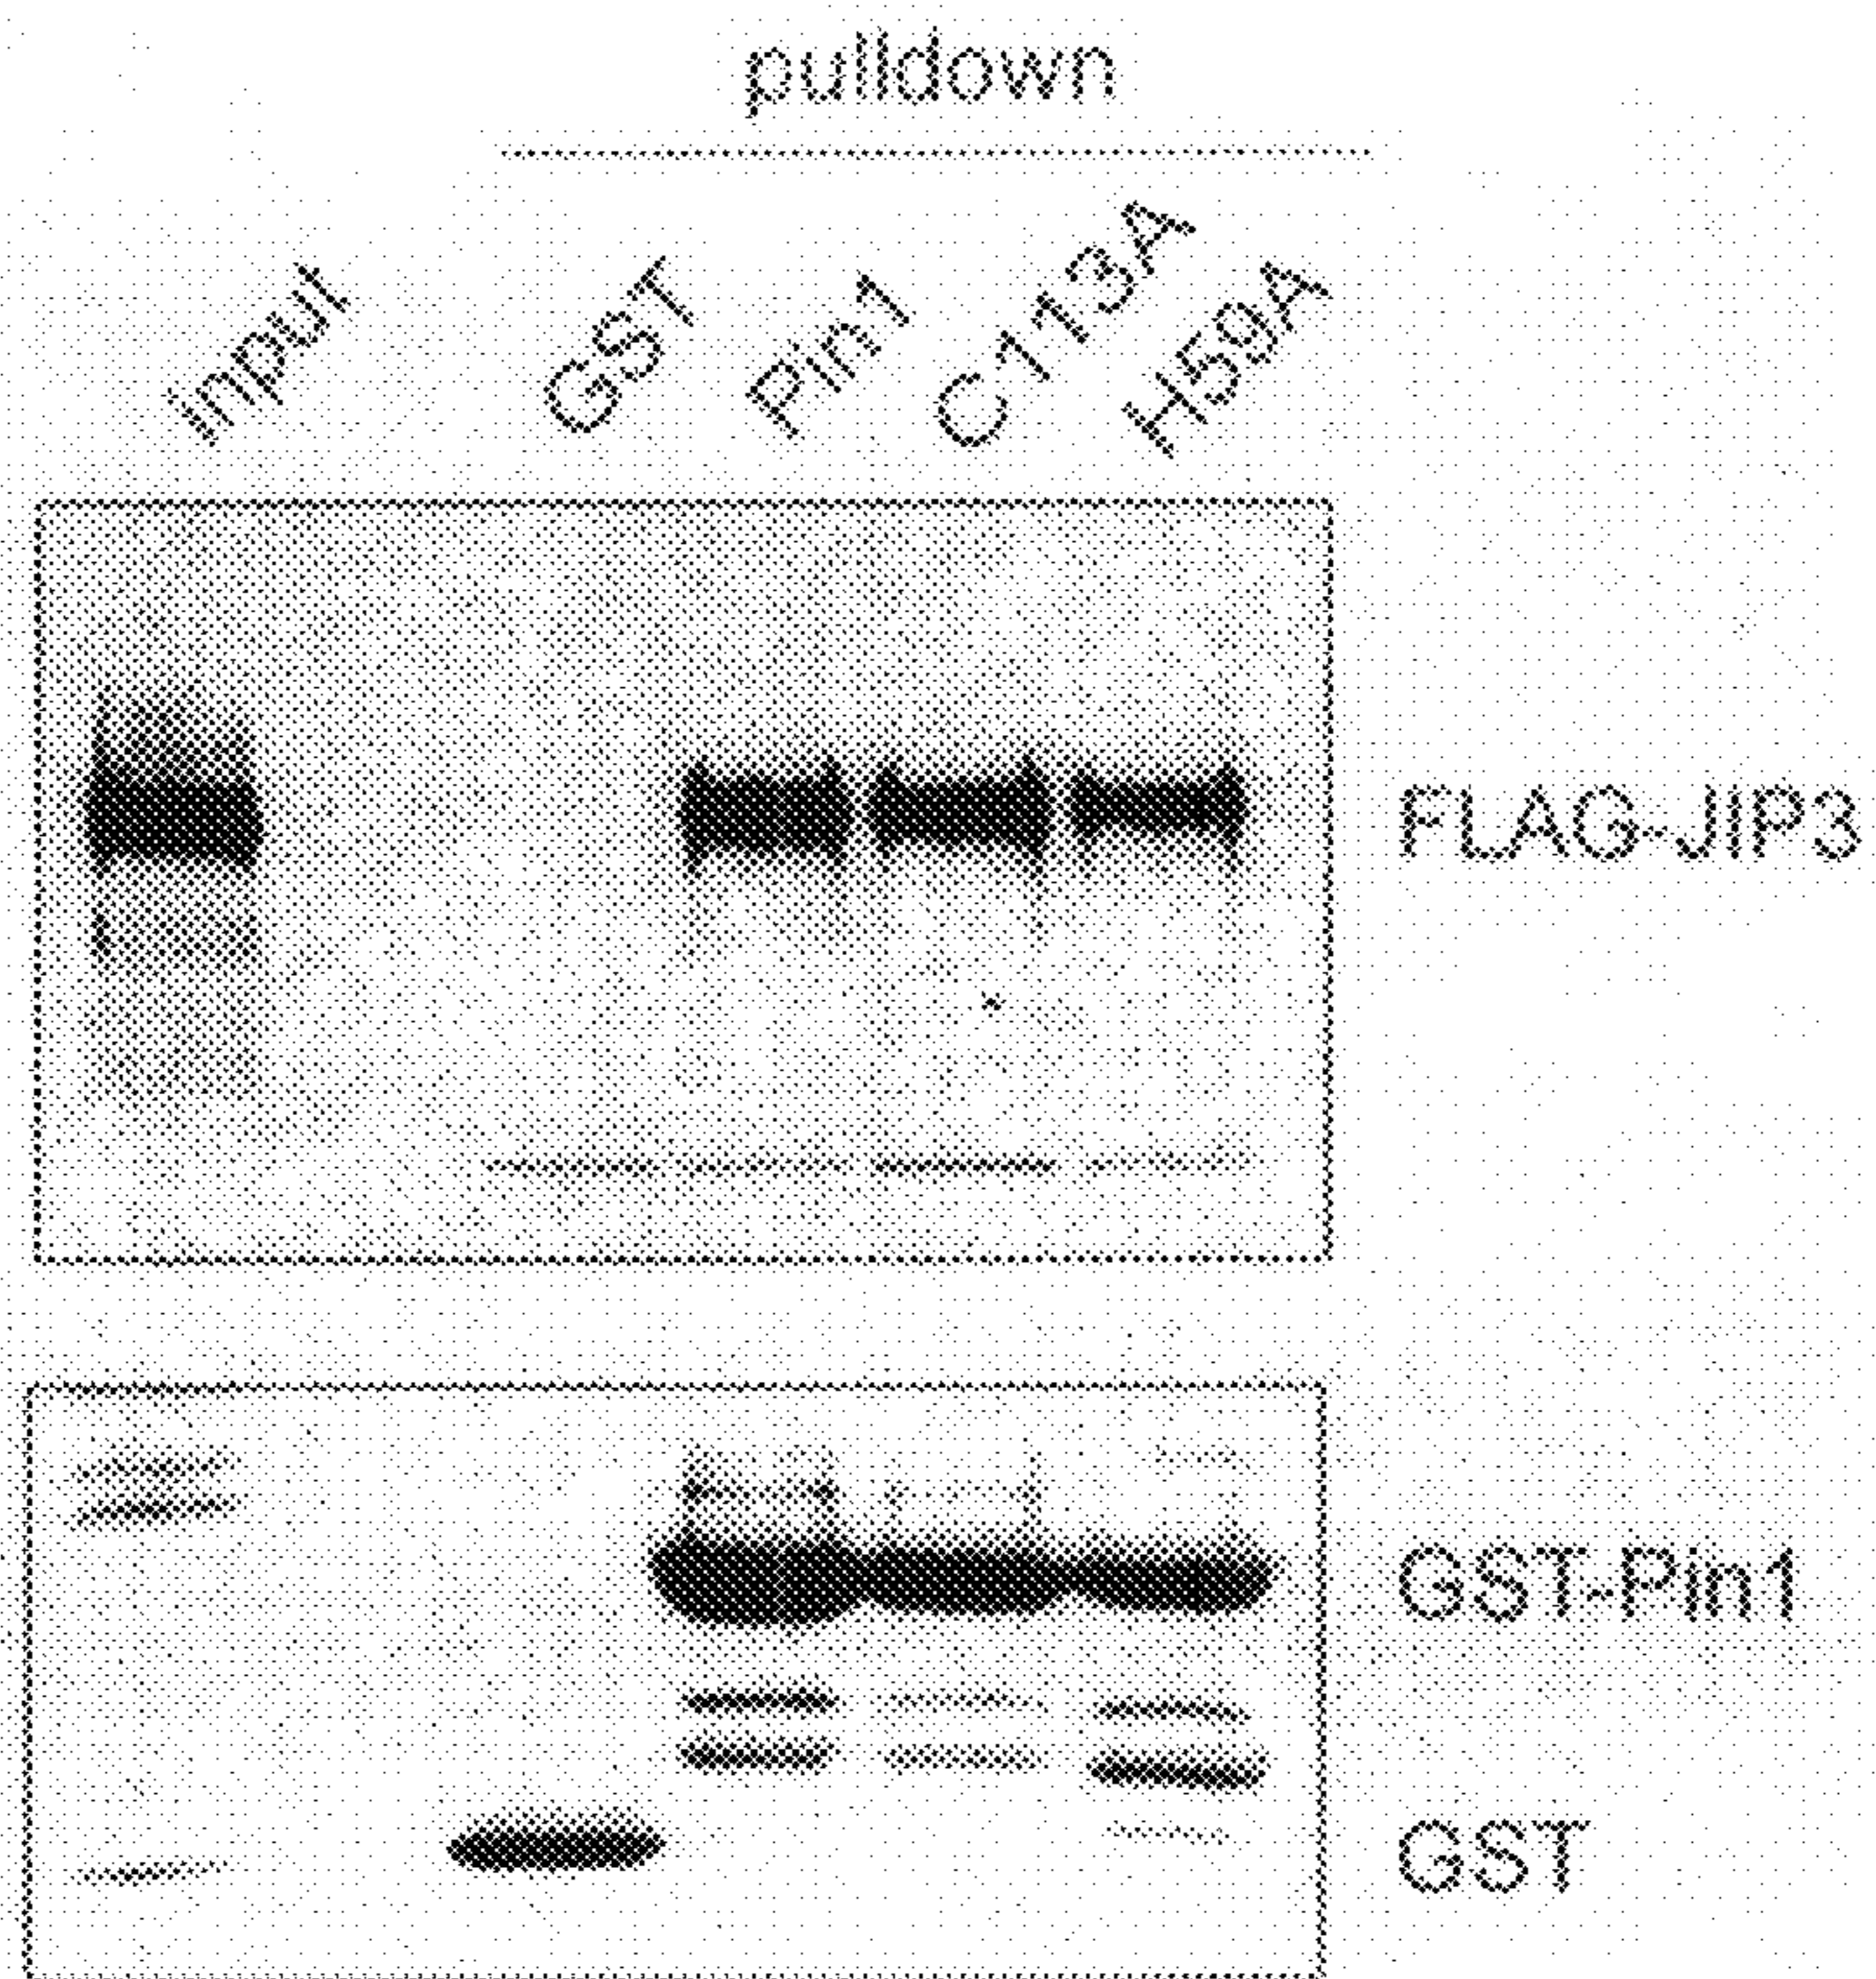 pulldown
input GST Pin1 C113A H59A
FLAG-JIP3
GST-Pin1
GST